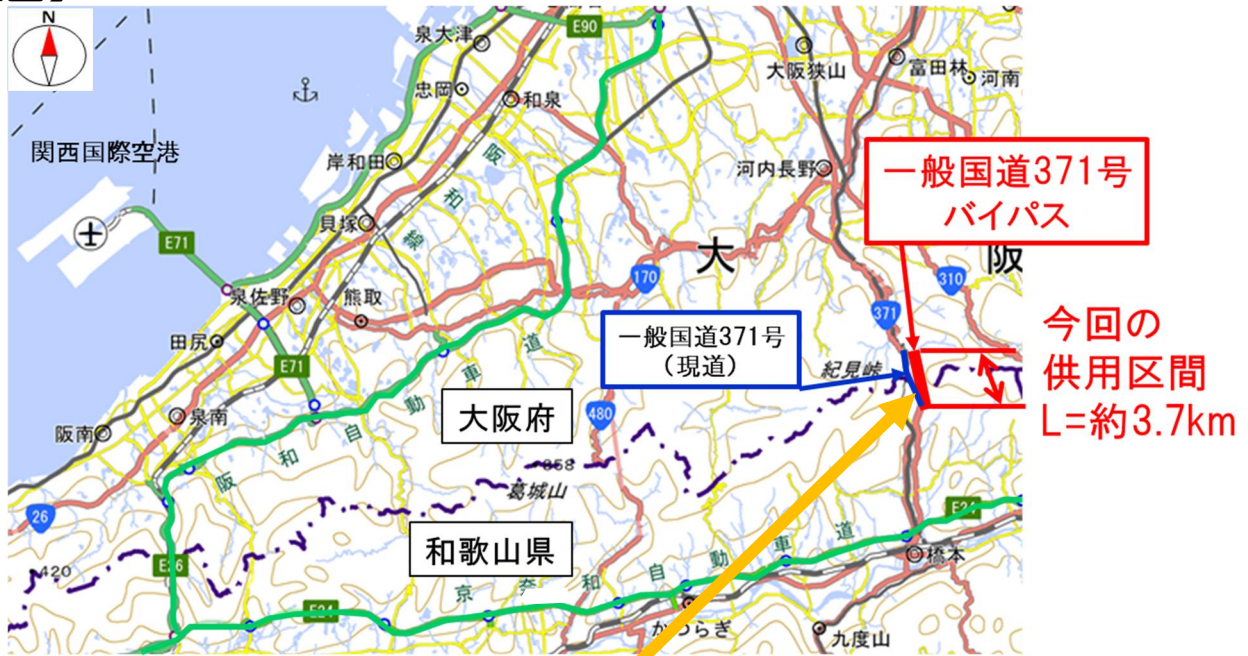 N
E90
泉大津
大阪狭山
富田林
河南
忠岡
和泉
関西国際空港
岸和田
河内長野
一般国道371号
バイパス
阪
和
線
貝塚
E71
大
阪
170
310
泉佐野
熊取
371
今回の
供用区間
L=約3.7km
一般国道371号
(現道)
紀見峠
田尻
E71
道
車
動
自
和
阪
大阪府
480
泉南
阪南
858
葛城山
26
和歌山県
E24
420
E26
京奈和自動車道
橋本
E24
かつらぎ
九度山